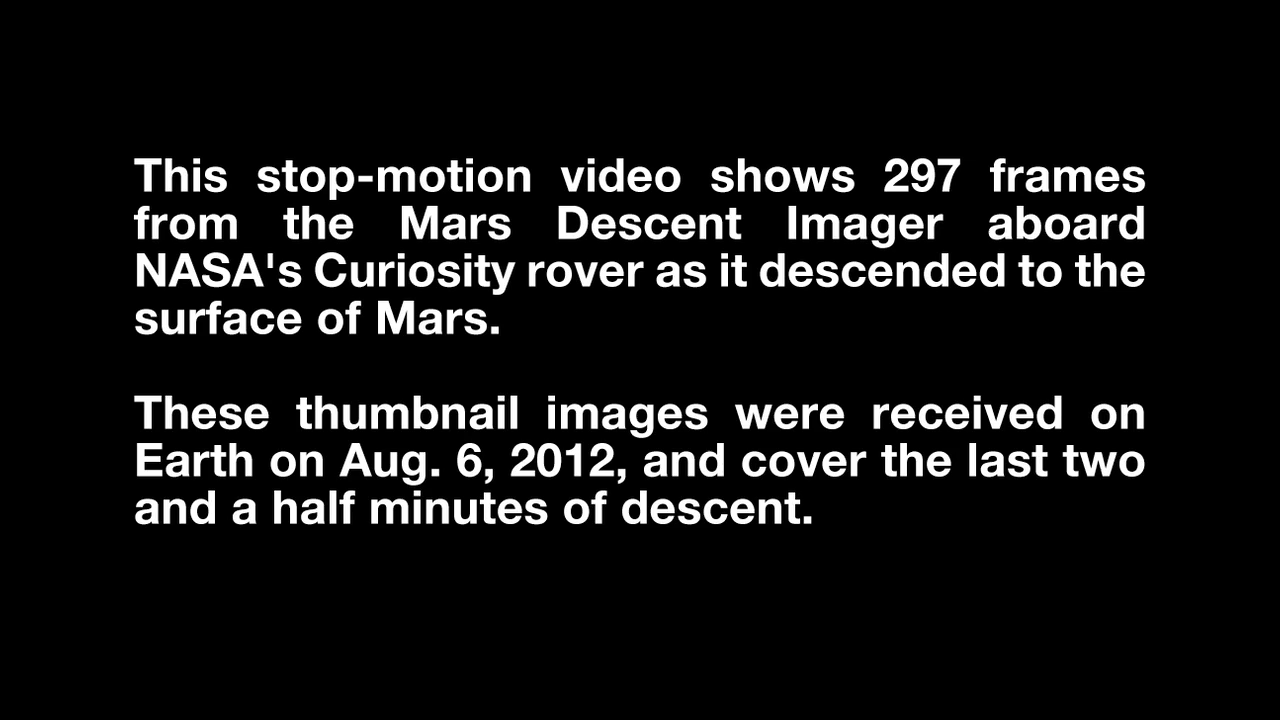 This stop-motion video shows 297 frames
from the Mars Descent Imager aboard
NASA's Curiosity rover as it descended to the
surface of Mars.
These thumbnail images were received on
Earth on Aug. 6, 2012, and cover the last two
and a half minutes of descent.